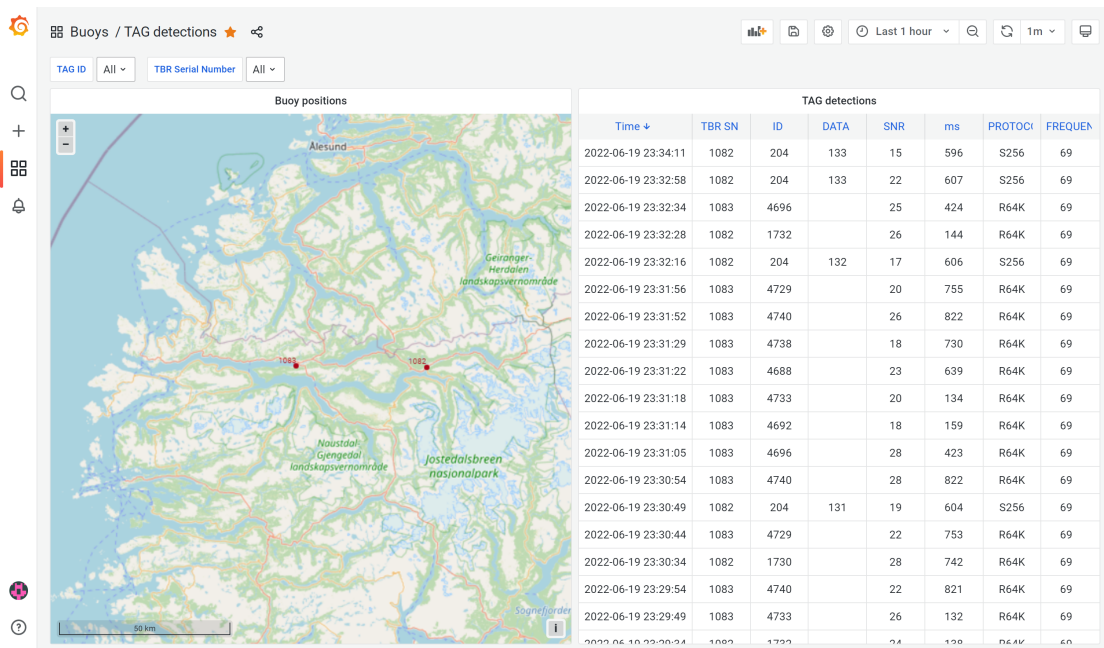 Buoys / TAG detections
Last 1 hour
1m
TAG ID All TBR Serial Number All
Buoy positions
+
−
Ålesund
Geiranger-
Herdalen
landskapsvernområde
1083
1082
Naustdal-
Gjengedal
landskapsvernområde
Jostedalsbreen
nasjonalpark
Sognefjorden
50 km
i
TAG detections
Time TBR SN ID DATA SNR ms PROTOCO FREQUEN
2022-06-19 23:34:11 1082 204 133 15 596 S256 69
2022-06-19 23:32:58 1082 204 133 22 607 S256 69
2022-06-19 23:32:34 1083 4696 25 424 R64K 69
2022-06-19 23:32:28 1082 1732 26 144 R64K 69
2022-06-19 23:32:16 1082 204 132 17 606 S256 69
2022-06-19 23:31:56 1083 4729 20 755 R64K 69
2022-06-19 23:31:52 1083 4740 26 822 R64K 69
2022-06-19 23:31:29 1083 4738 18 730 R64K 69
2022-06-19 23:31:22 1083 4688 23 639 R64K 69
2022-06-19 23:31:18 1083 4733 20 134 R64K 69
2022-06-19 23:31:14 1083 4692 18 159 R64K 69
2022-06-19 23:31:05 1083 4696 28 423 R64K 69
2022-06-19 23:30:54 1083 4740 28 822 R64K 69
2022-06-19 23:30:49 1082 204 131 19 604 S256 69
2022-06-19 23:30:44 1083 4729 22 753 R64K 69
2022-06-19 23:30:34 1082 1730 28 742 R64K 69
2022-06-19 23:29:54 1083 4740 22 821 R64K 69
2022-06-19 23:29:49 1083 4733 26 132 R64K 69